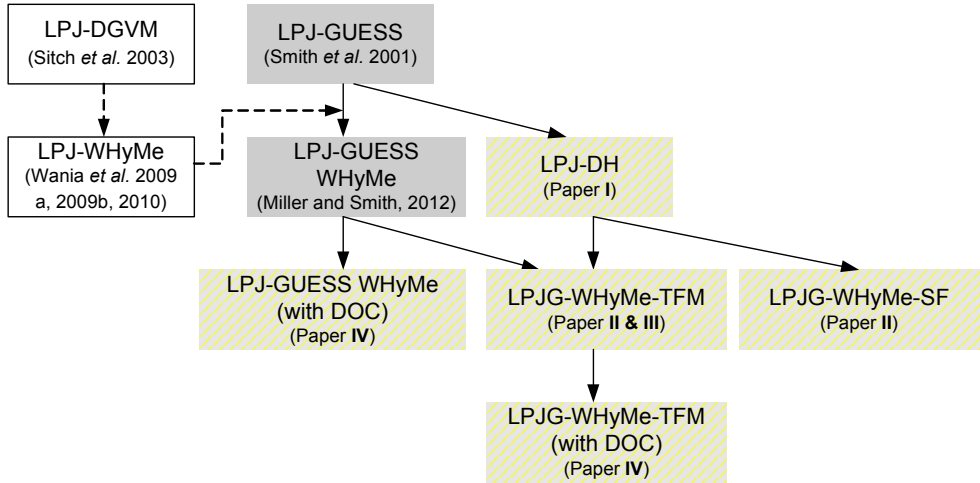 LPJ-DGVM
(Sitch et al. 2003)
LPJ-GUESS
(Smith et al. 2001)
LPJ-WHyMe
(Wania et al. 2009
a, 2009b, 2010)
LPJ-GUESS
WHyMe
(Miller and Smith, 2012)
LPJ-DH
(Paper I)
LPJ-GUESS WHyMe
(with DOC)
(Paper IV)
LPJG-WHyMe-TFM
(Paper II & III)
LPJG-WHyMe-SF
(Paper II)
LPJG-WHyMe-TFM
(with DOC)
(Paper IV)